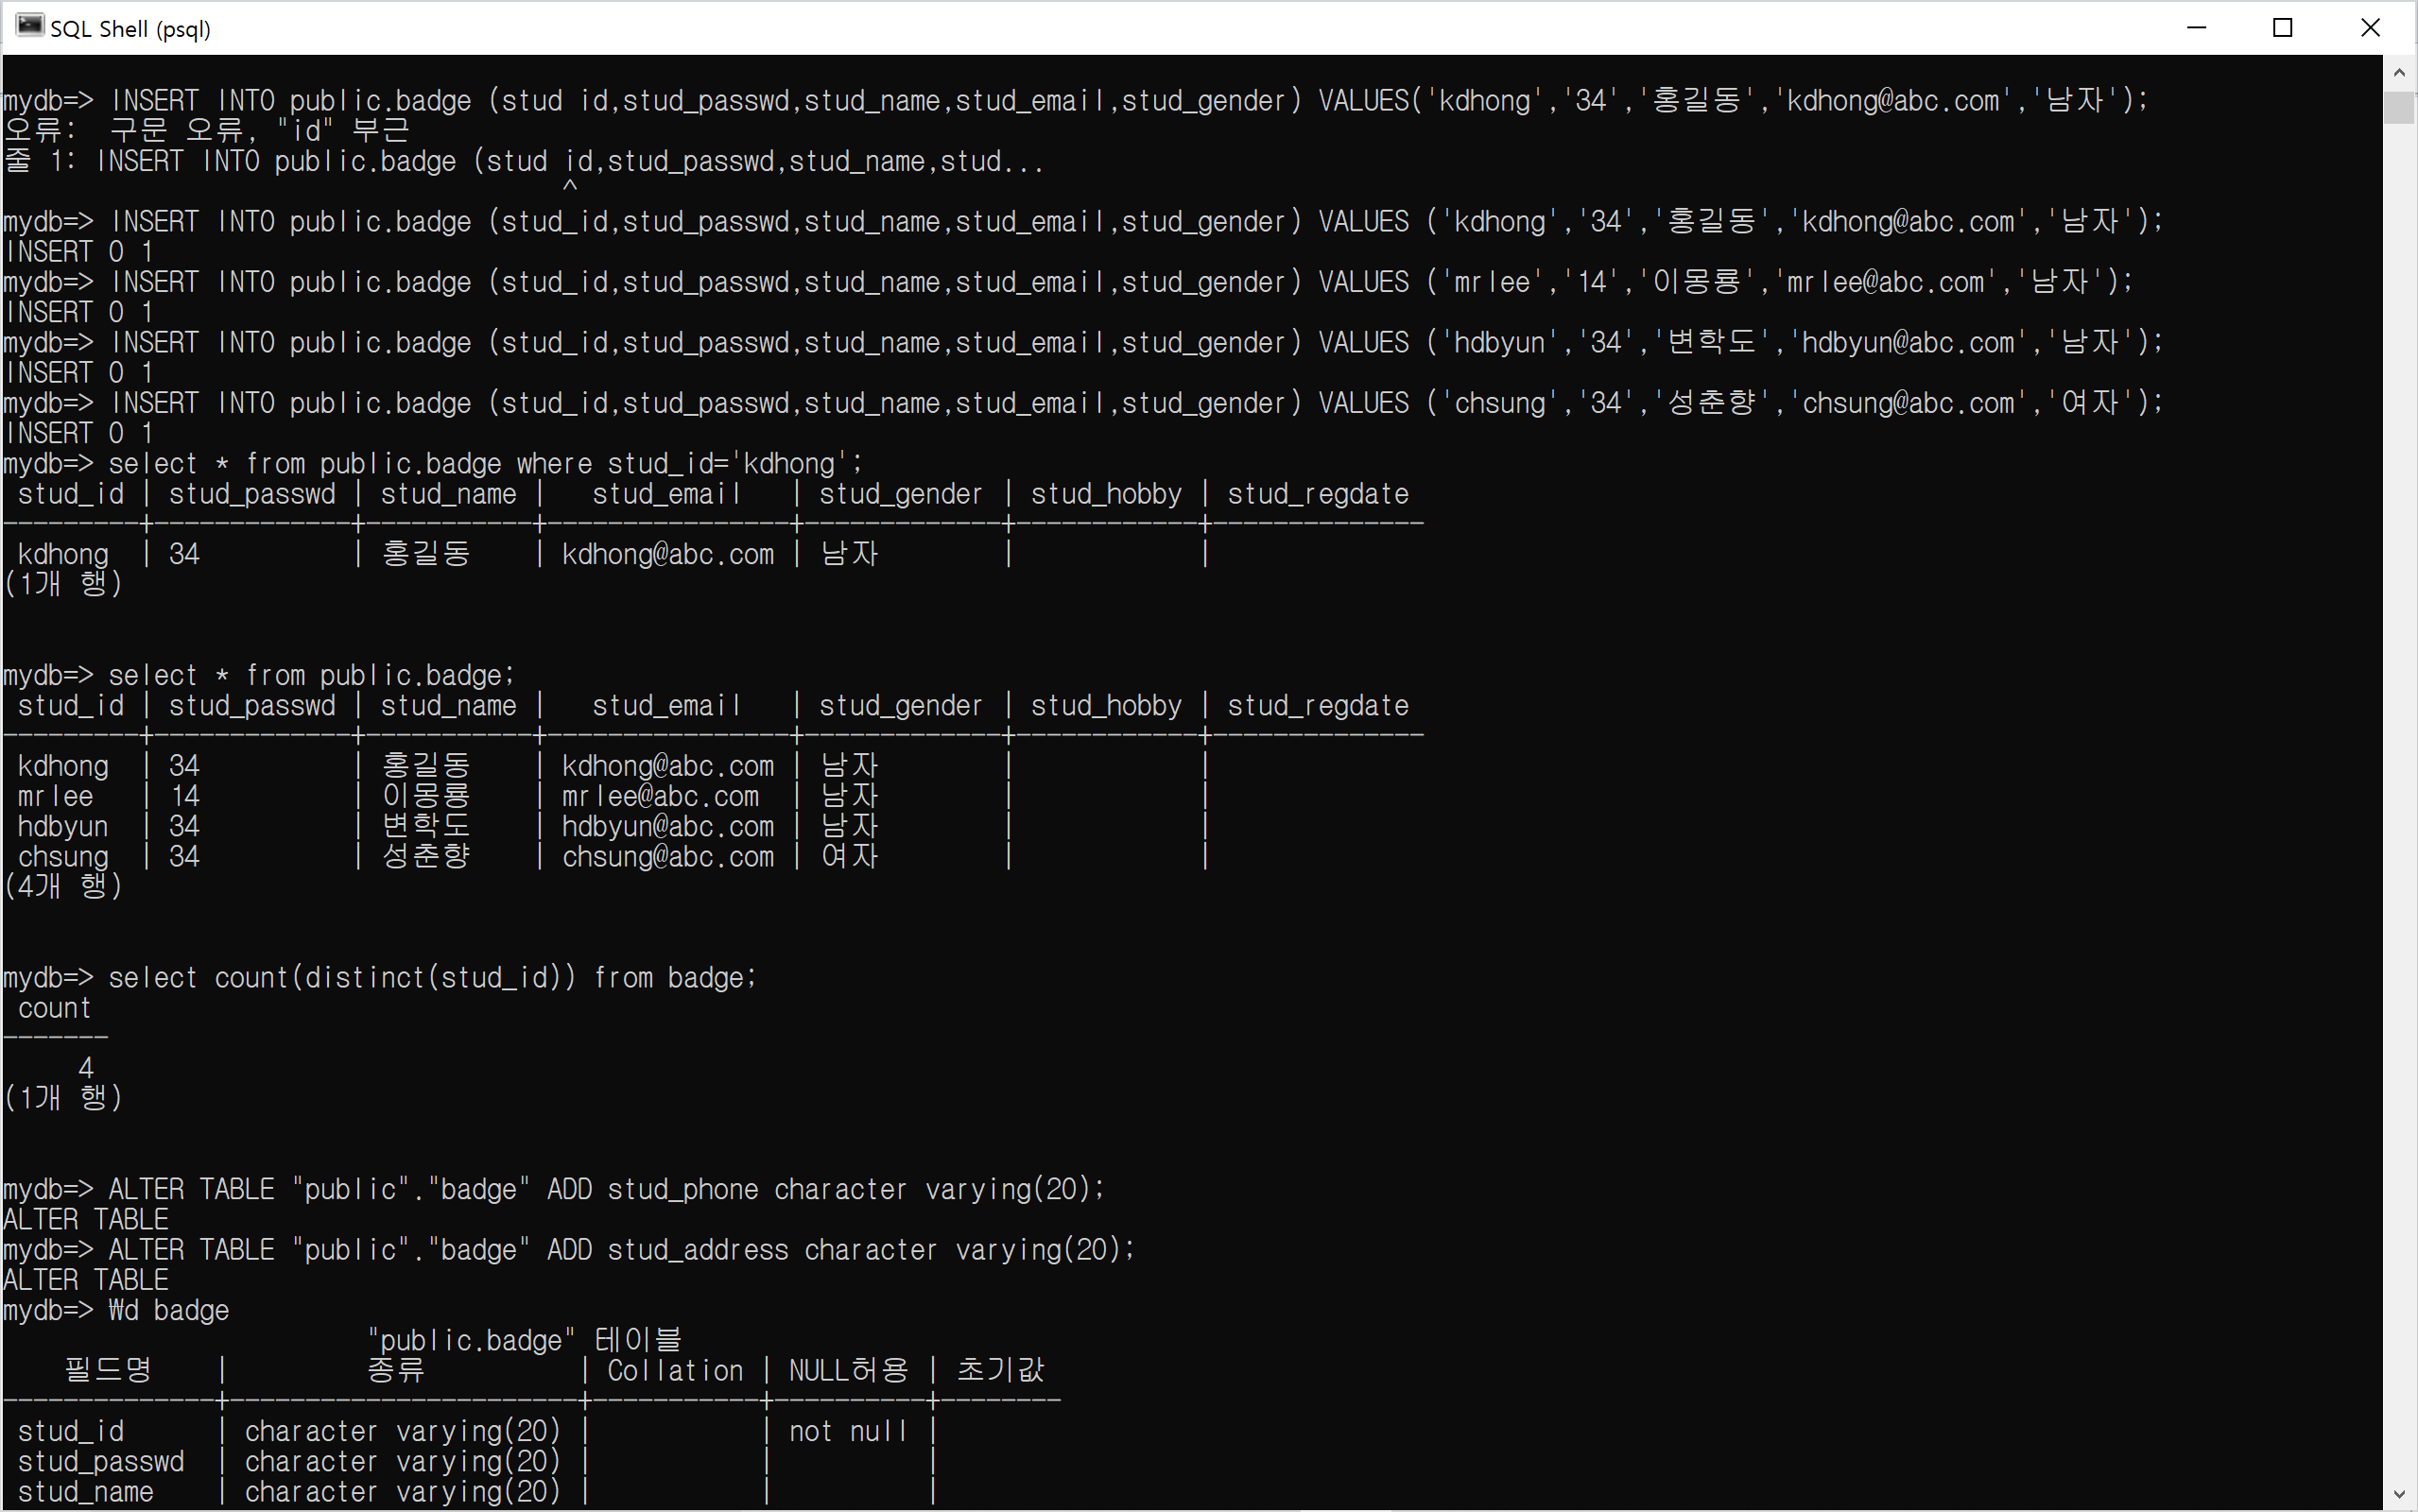 SQL Shell (psql)
mydb=> INSERT INTO public.badge (stud id,stud_passwd,stud_name,stud_email,stud_gender) VALUES('kdhong','34','홍길동','kdhong@abc.com','남자');
오류:  구문 오류, "id" 부근
줄 1: INSERT INTO public.badge (stud id,stud_passwd,stud_name,stud...
                                     ^
mydb=> INSERT INTO public.badge (stud_id,stud_passwd,stud_name,stud_email,stud_gender) VALUES ('kdhong','34','홍길동','kdhong@abc.com','남자');
INSERT 0 1
mydb=> INSERT INTO public.badge (stud_id,stud_passwd,stud_name,stud_email,stud_gender) VALUES ('mrlee','14','이몽룡','mrlee@abc.com','남자');
INSERT 0 1
mydb=> INSERT INTO public.badge (stud_id,stud_passwd,stud_name,stud_email,stud_gender) VALUES ('hdbyun','34','변학도','hdbyun@abc.com','남자');
INSERT 0 1
mydb=> INSERT INTO public.badge (stud_id,stud_passwd,stud_name,stud_email,stud_gender) VALUES ('chsung','34','성춘향','chsung@abc.com','여자');
INSERT 0 1
mydb=> select * from public.badge where stud_id='kdhong';
 stud_id | stud_passwd | stud_name |   stud_email   | stud_gender | stud_hobby | stud_regdate
---------+-------------+-----------+----------------+-------------+------------+--------------
 kdhong  | 34          | 홍길동    | kdhong@abc.com | 남자        |            |
(1개 행)
mydb=> select * from public.badge;
 stud_id | stud_passwd | stud_name |   stud_email   | stud_gender | stud_hobby | stud_regdate
---------+-------------+-----------+----------------+-------------+------------+--------------
 kdhong  | 34          | 홍길동    | kdhong@abc.com | 남자        |            |
 mrlee   | 14          | 이몽룡    | mrlee@abc.com  | 남자        |            |
 hdbyun  | 34          | 변학도    | hdbyun@abc.com | 남자        |            |
 chsung  | 34          | 성춘향    | chsung@abc.com | 여자        |            |
(4개 행)
mydb=> select count(distinct(stud_id)) from badge;
 count
-------
     4
(1개 행)
mydb=> ALTER TABLE "public"."badge" ADD stud_phone character varying(20);
ALTER TABLE
mydb=> ALTER TABLE "public"."badge" ADD stud_address character varying(20);
ALTER TABLE
mydb=> ₩d badge
                        "public.badge" 테이블
    필드명    |         종류          | Collation | NULL허용 | 초기값
--------------+-----------------------+-----------+----------+--------
 stud_id      | character varying(20) |           | not null |
 stud_passwd  | character varying(20) |           |          |
 stud_name    | character varying(20) |           |          |